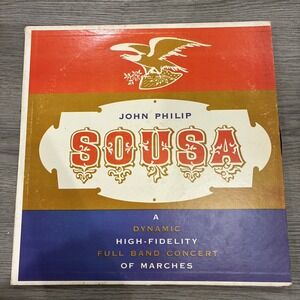 JOHN PHILIP
SOUSA
A
DYNAMIC
HIGH-FIDELITY
FULL BAND CONCERT
OF MARCHES